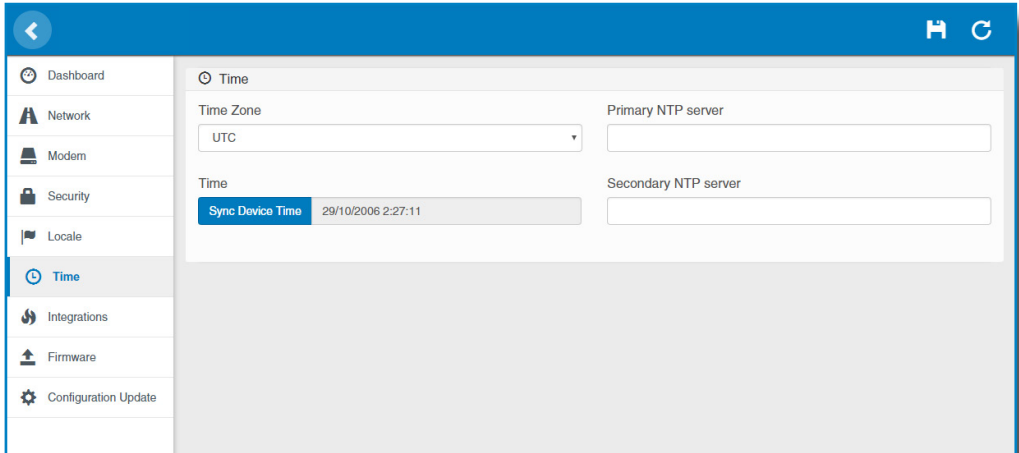 Dashboard
Network
Modem
Security
Locale
Time
Integrations
Firmware
Configuration Update
Time
Time Zone
UTC
Time
Sync Device Time 29/10/2006 2:27:11
Primary NTP server
Secondary NTP server